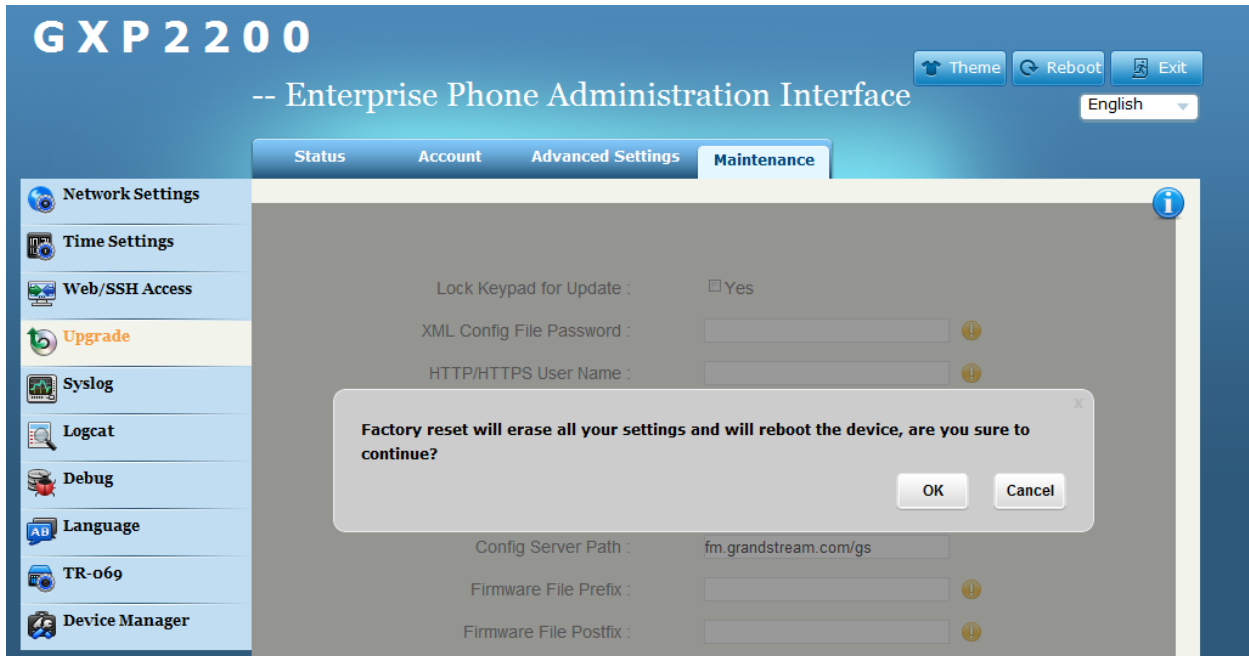 GXP2200
-- Enterprise Phone Administration Interface
Theme
Reboot
Exit
English
Status
Account
Advanced Settings
Maintenance
Network Settings
Time Settings
Web/SSH Access
Upgrade
Syslog
Logcat
Debug
Language
TR-069
Device Manager
Lock Keypad for Update :
Yes
XML Config File Password :
HTTP/HTTPS User Name :
x
Factory reset will erase all your settings and will reboot the device, are you sure to
continue?
OK
Cancel
Config Server Path :
fm.grandstream.com/gs
Firmware File Prefix :
Firmware File Postfix :